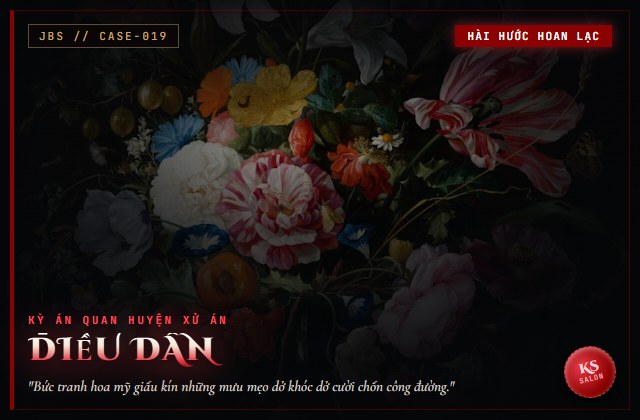 JBS // CASE-019
HÀI HƯỚC HOAN LẠC
KỲ ÁN QUAN HUYỆN XỬ ÁN
DIỀU DÂN
"Bức tranh hoa mỹ giấu kín những mưu mẹo dở khóc dở cười chốn công đường."
KS
SALON